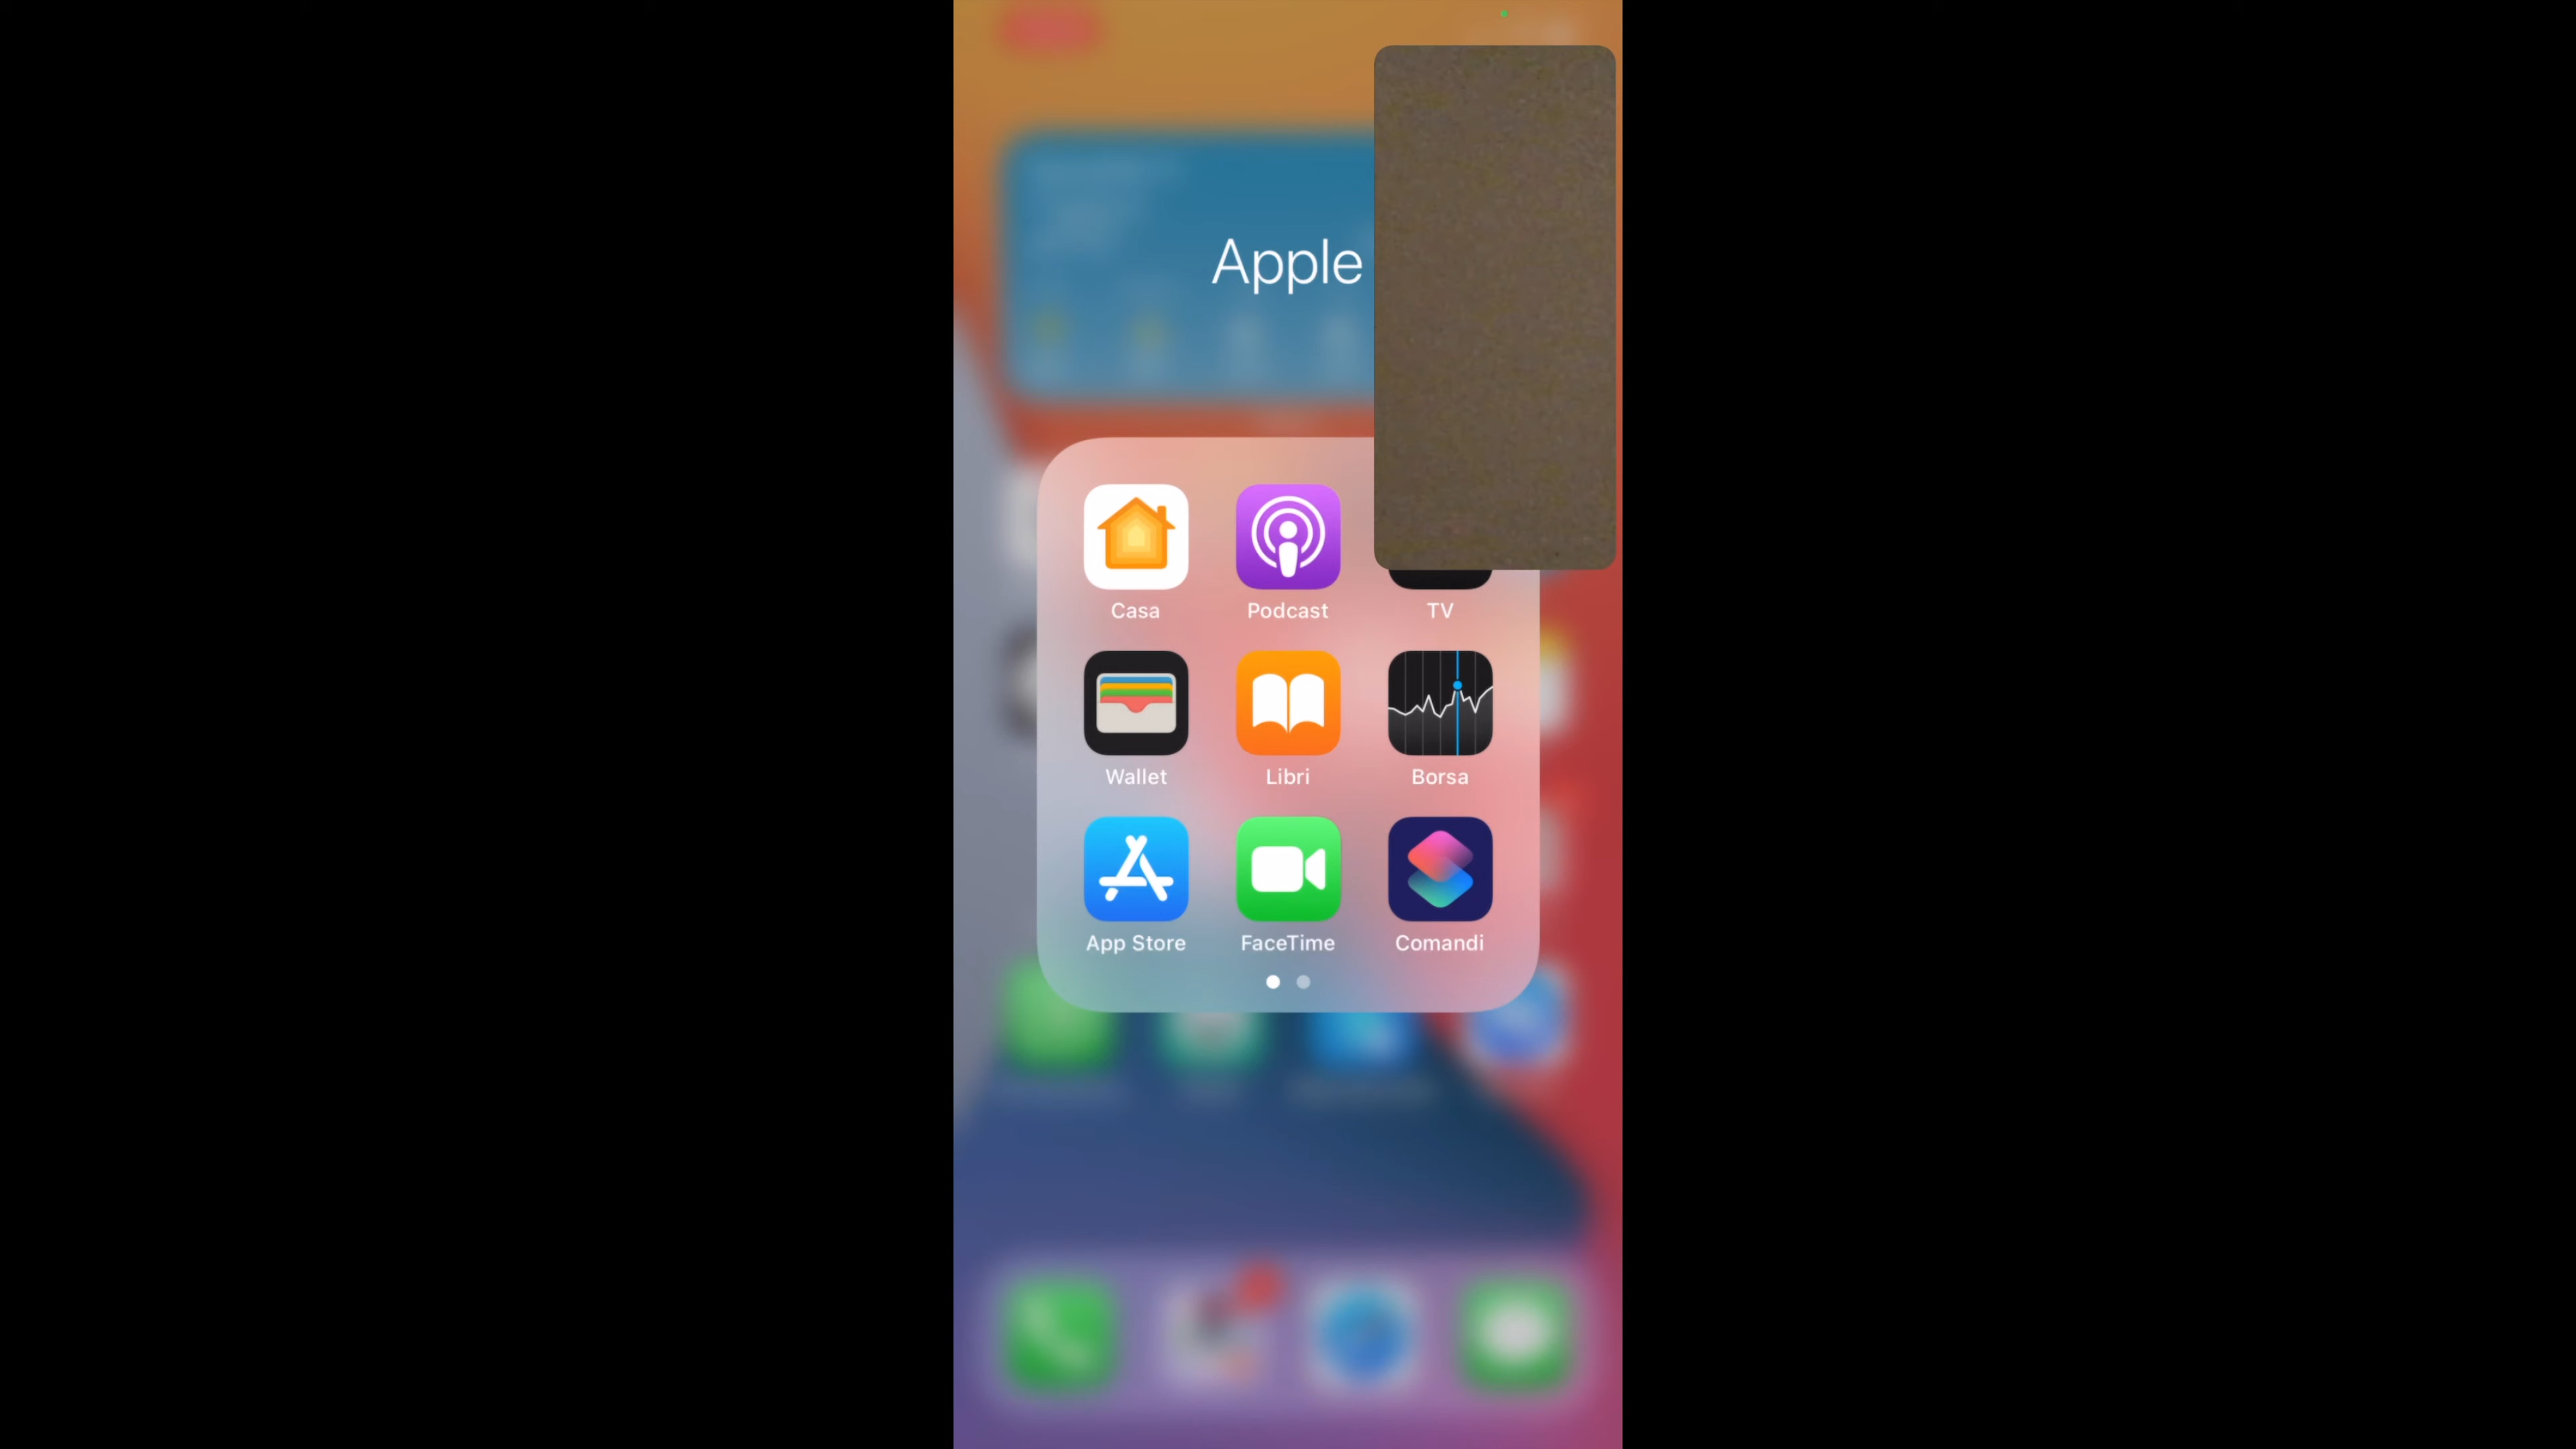 Apple
Casa
Podcast
TV
Wallet
Libri
Borsa
App Store
FaceTime
Comandi